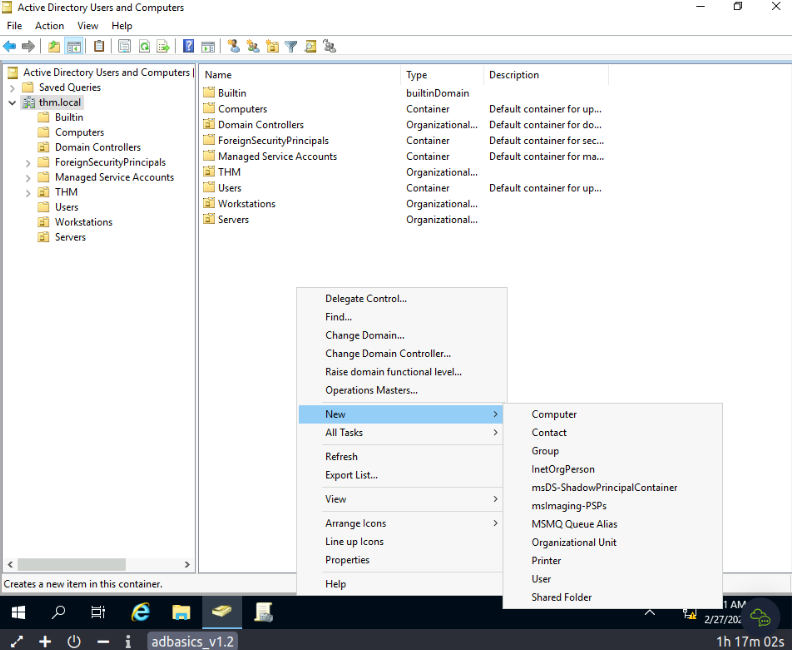 Active Directory Users and Computers
File Action View Help
Active Directory Users and Computers
Saved Queries
thm.local
Builtin
Computers
Domain Controllers
ForeignSecurityPrincipals
Managed Service Accounts
THM
Users
Workstations
Servers
Name Type Description
Builtin builtinDomain
Computers Container Default container for up...
Domain Controllers Organizational... Default container for do...
ForeignSecurityPrincipals Container Default container for sec...
Managed Service Accounts Container Default container for ma...
THM Organizational...
Users Container Default container for up...
Workstations Organizational...
Servers Organizational...
Delegate Control...
Find...
Change Domain...
Change Domain Controller...
Raise domain functional level...
Operations Masters...
New
All Tasks
Refresh
Export List...
View
Arrange Icons
Line up Icons
Properties
Help
Computer
Contact
Group
InetOrgPerson
msDS-ShadowPrincipalContainer
msImaging-PSPs
MSMQ Queue Alias
Organizational Unit
Printer
User
Shared Folder
Creates a new item in this container.
1 AM
2/27/202
adbasics_v1.2
1h 17m 02s